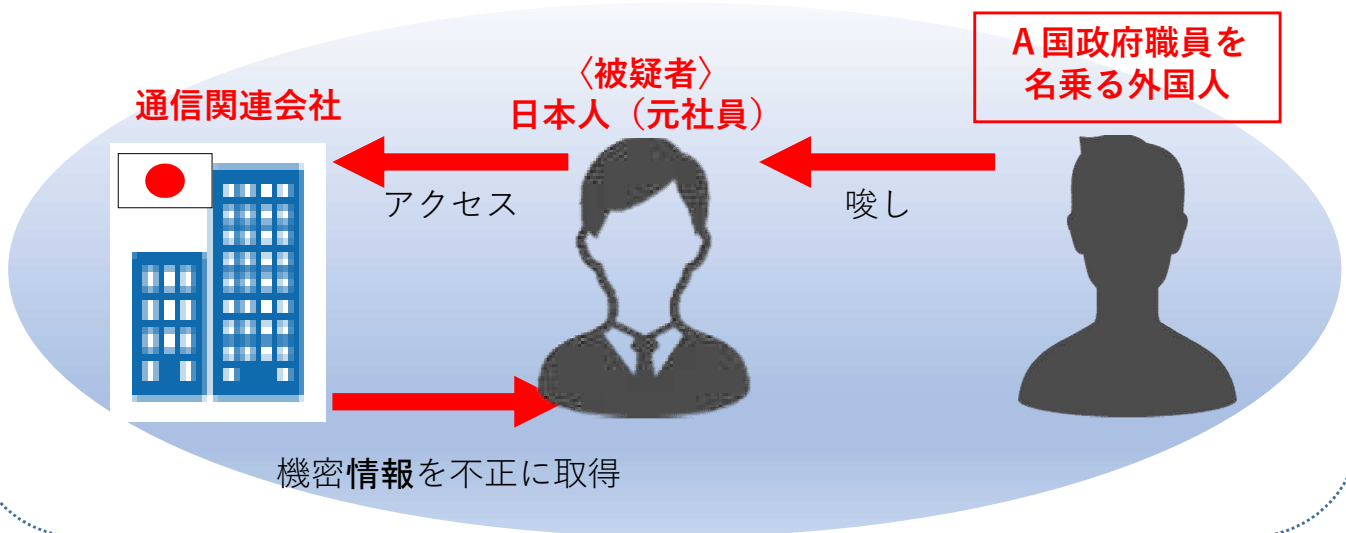 A国政府職員を
名乗る外国人
〈被疑者〉
日本人（元社員）
通信関連会社
アクセス
唆し
機密情報を不正に取得